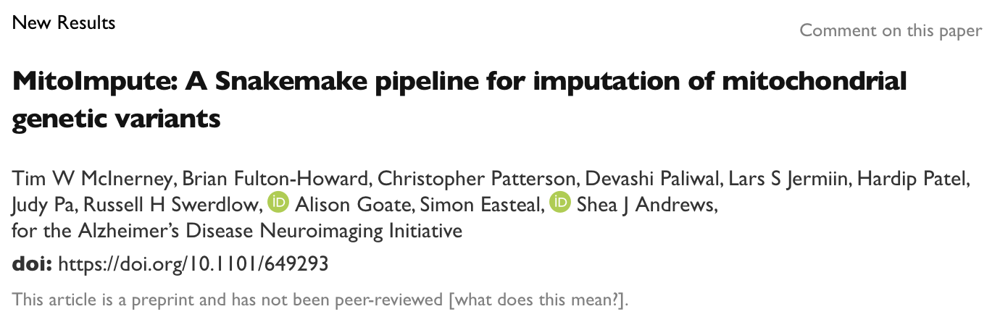 New Results
Comment on this paper
MitoImpute: A Snakemake pipeline for imputation of mitochondrial
genetic variants
Tim W McInerney, Brian Fulton-Howard, Christopher Patterson, Devashi Paliwal, Lars S Jermiin, Hardip Patel,
Judy Pa, Russell H Swerdlow, iD Alison Goate, Simon Easteal, iD Shea J Andrews,
for the Alzheimer’s Disease Neuroimaging Initiative
doi: https://doi.org/10.1101/649293
This article is a preprint and has not been peer-reviewed [what does this mean?].